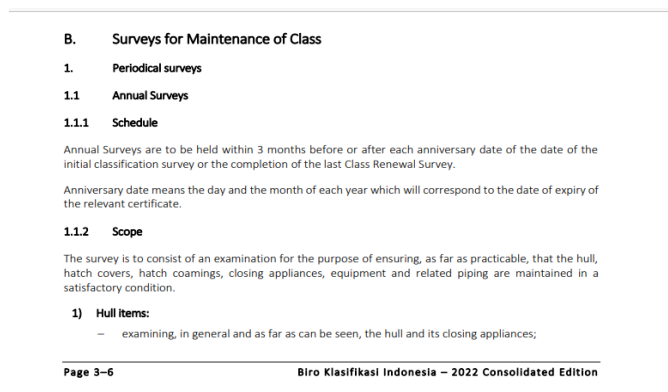 B. Surveys for Maintenance of Class
1. Periodical surveys
1.1 Annual Surveys
1.1.1 Schedule
Annual Surveys are to be held within 3 months before or after each anniversary date of the date of the
initial classification survey or the completion of the last Class Renewal Survey.
Anniversary date means the day and the month of each year which will correspond to the date of expiry of
the relevant certificate.
1.1.2 Scope
The survey is to consist of an examination for the purpose of ensuring, as far as practicable, that the hull,
hatch covers, hatch coamings, closing appliances, equipment and related piping are maintained in a
satisfactory condition.
1) Hull items:
– examining, in general and as far as can be seen, the hull and its closing appliances;
Page 3–6 Biro Klasifikasi Indonesia – 2022 Consolidated Edition